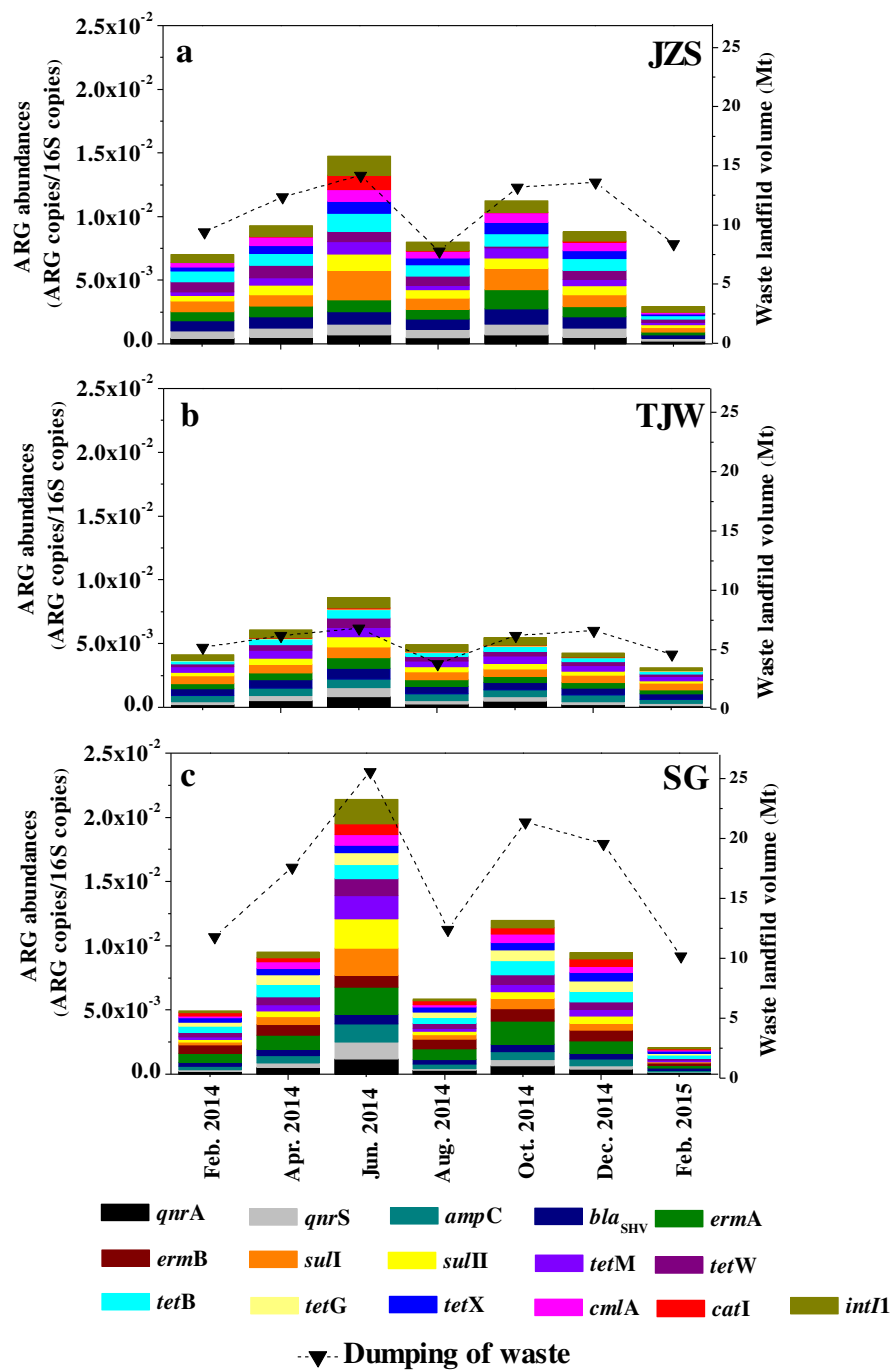 a
JZS
2.5x10-2
2.0x10-2
1.5x10-2
1.0x10-2
5.0x10-3
0.0
ARG abundances
(ARG copies/16S copies)
25
20
15
10
5
0
Waste landfild volume (Mt)
b
TJW
2.5x10-2
2.0x10-2
1.5x10-2
1.0x10-2
5.0x10-3
0.0
ARG abundances
(ARG copies/16S copies)
25
20
15
10
5
0
Waste landfild volume (Mt)
c
SG
2.5x10-2
2.0x10-2
1.5x10-2
1.0x10-2
5.0x10-3
0.0
ARG abundances
(ARG copies/16S copies)
25
20
15
10
5
0
Waste landfild volume (Mt)
Feb. 2014
Apr. 2014
Jun. 2014
Aug. 2014
Oct. 2014
Dec. 2014
Feb. 2015
qnrA qnrS ampC blaSHV ermA
ermB sulI sulII tetM tetW
tetB tetG tetX cmlA catI intI1
Dumping of waste